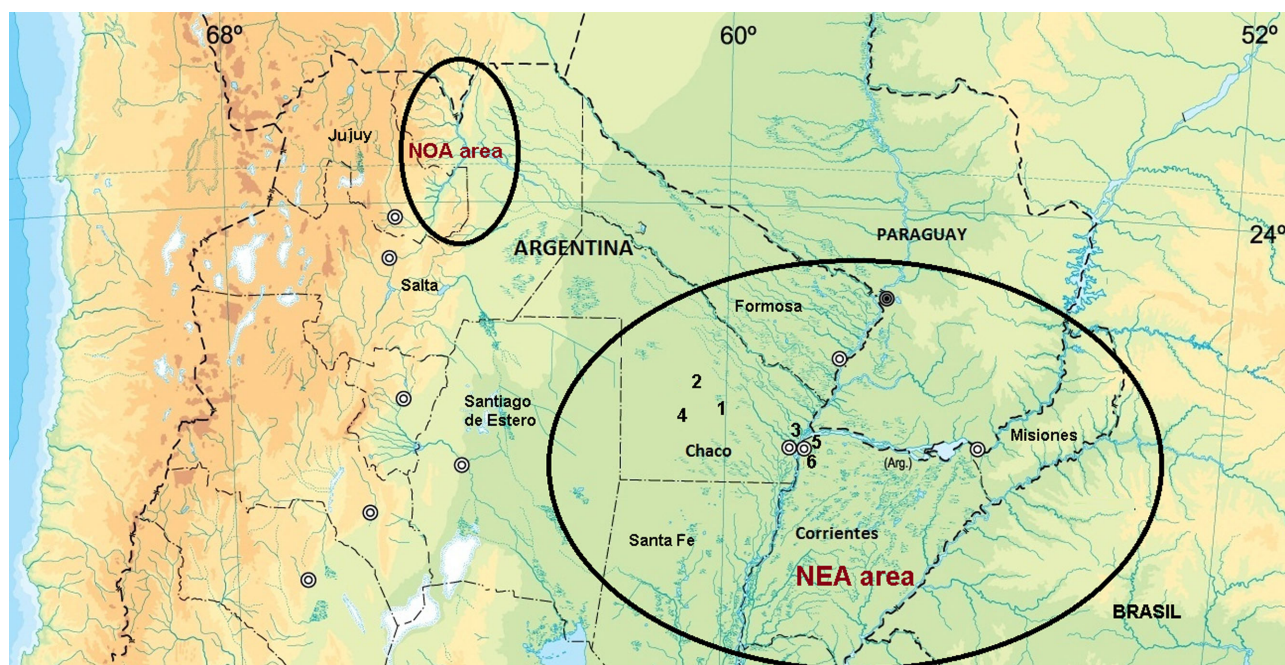 68º
60º
52º
Jujuy
NOA area
24º
PARAGUAY
ARGENTINA
Salta
Formosa
2
1
4
Santiago
de Estero
3
5
Misiones
Chaco
6
(Arg.)
Santa Fe
Corrientes
NEA area
BRASIL